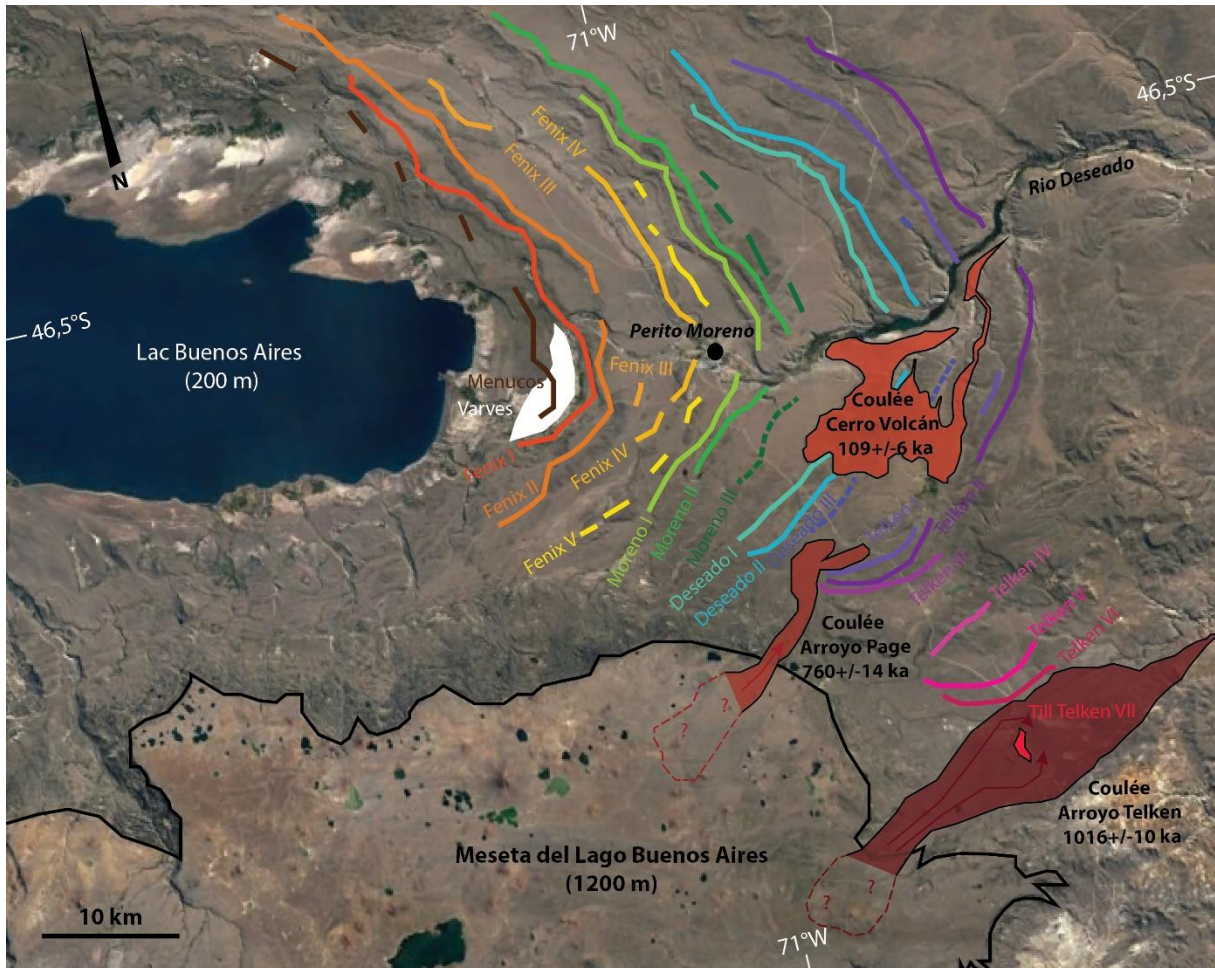 71°W
46,5°S
N
Fenix IV
Fenix III
Rio Deseado
46,5°S
Lac Buenos Aires
(200 m)
Perito Moreno
Menucos
Varves
Fenix III
Coulée
Cerro Volcán
109+/-6 ka
Fenix I
Fenix II
Fenix IV
Fenix V
Moreno I
Moreno II
Moreno III
Deseado I
Deseado II
Deseado III
Telken I
Telken II
Telken III
Telken IV
Telken V
Telken VI
Coulée
Arroyo Page
760+/-14 ka
?
?
Till Telken VII
Coulée
Arroyo Telken
1016+/-10 ka
Meseta del Lago Buenos Aires
(1200 m)
?
?
10 km
71°W